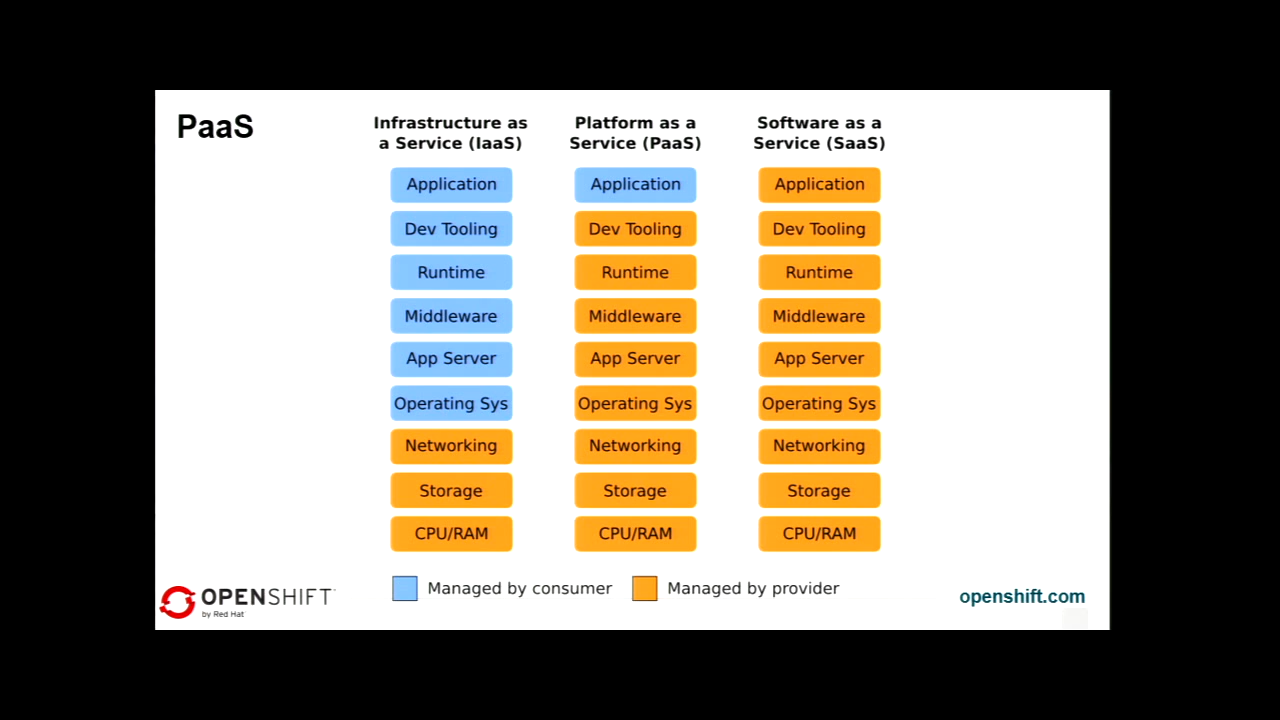 PaaS
Infrastructure as
a Service (IaaS)
Platform as a
Service (PaaS)
Software as a
Service (SaaS)
Application
Application
Application
Dev Tooling
Dev Tooling
Dev Tooling
Runtime
Runtime
Runtime
Middleware
Middleware
Middleware
App Server
App Server
App Server
Operating Sys
Operating Sys
Operating Sys
Networking
Networking
Networking
Storage
Storage
Storage
CPU/RAM
CPU/RAM
CPU/RAM
Managed by consumer
Managed by provider
OPENSHIFT
by Red Hat
openshift.com